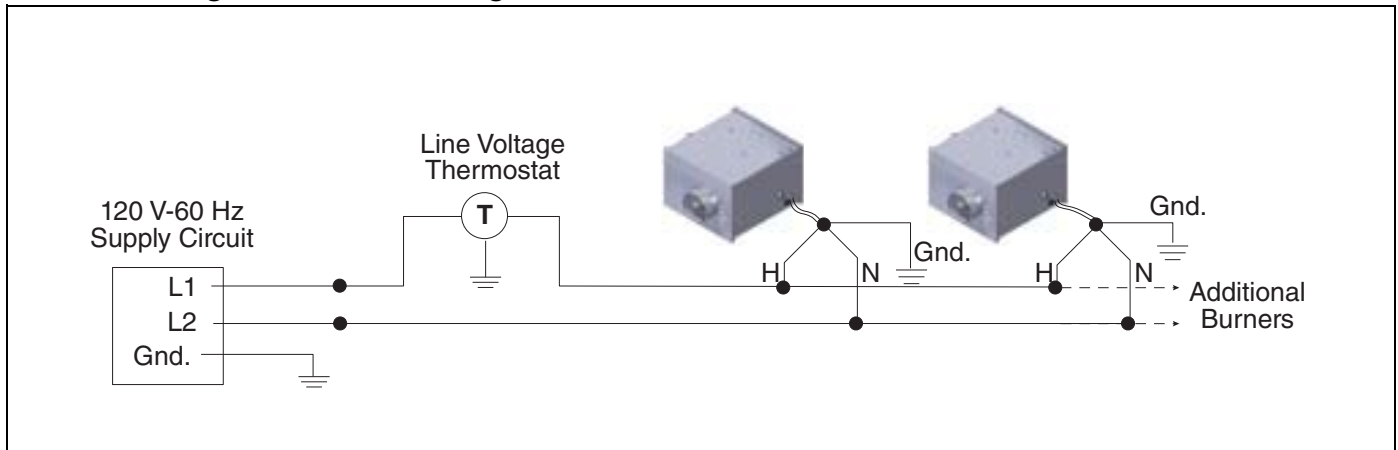 Line Voltage
Thermostat
T
120 V-60 Hz
Supply Circuit
L1
L2
Gnd.
H
N
Gnd.
H
N
Gnd.
Additional
Burners